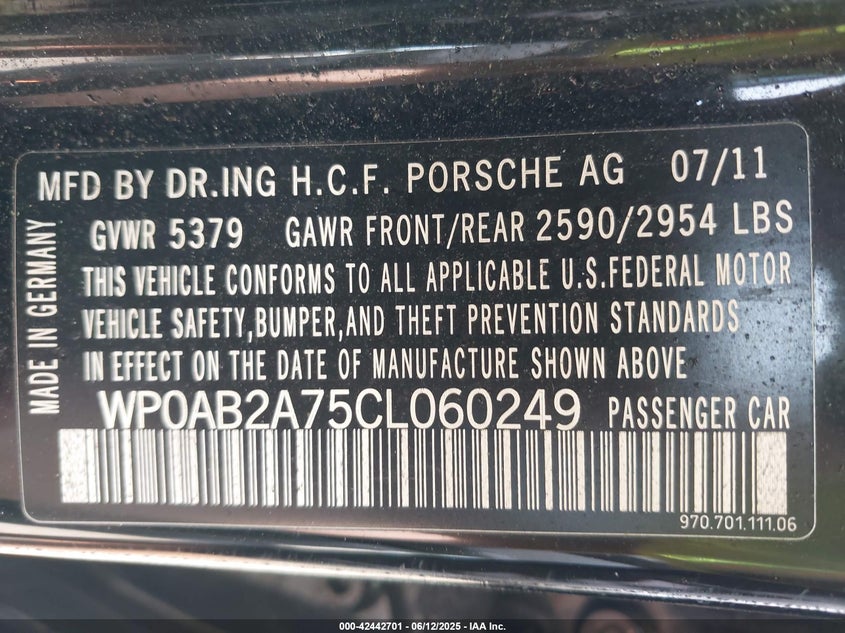 MFD BY DR.ING H.C.F. PORSCHE AG 07/11
GVWR 5379 GAWR FRONT/REAR 2590/2954 LBS
THIS VEHICLE CONFORMS TO ALL APPLICABLE U.S.FEDERAL MOTOR
VEHICLE SAFETY,BUMPER,AND THEFT PREVENTION STANDARDS
IN EFFECT ON THE DATE OF MANUFACTURE SHOWN ABOVE
WP0AB2A75CL060249 PASSENGER CAR
MADE IN GERMANY
970.701.111.06
000-42442701 - 06/12/2025 - IAA Inc.